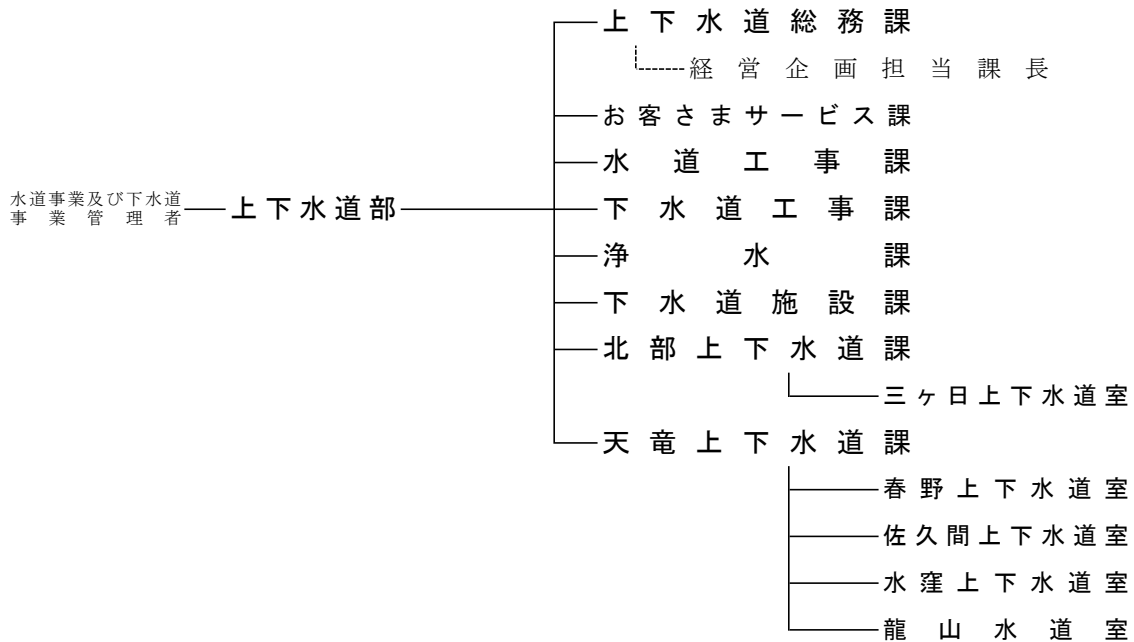 上下水道総務課
経営企画担当課長
お客さまサービス課
水道工事課
水道事業及び下水道
事業管理者
上下水道部
下水道工事課
浄水課
下水道施設課
北部上下水道課
三ヶ日上下水道室
天竜上下水道課
春野上下水道室
佐久間上下水道室
水窪上下水道室
龍山水道室